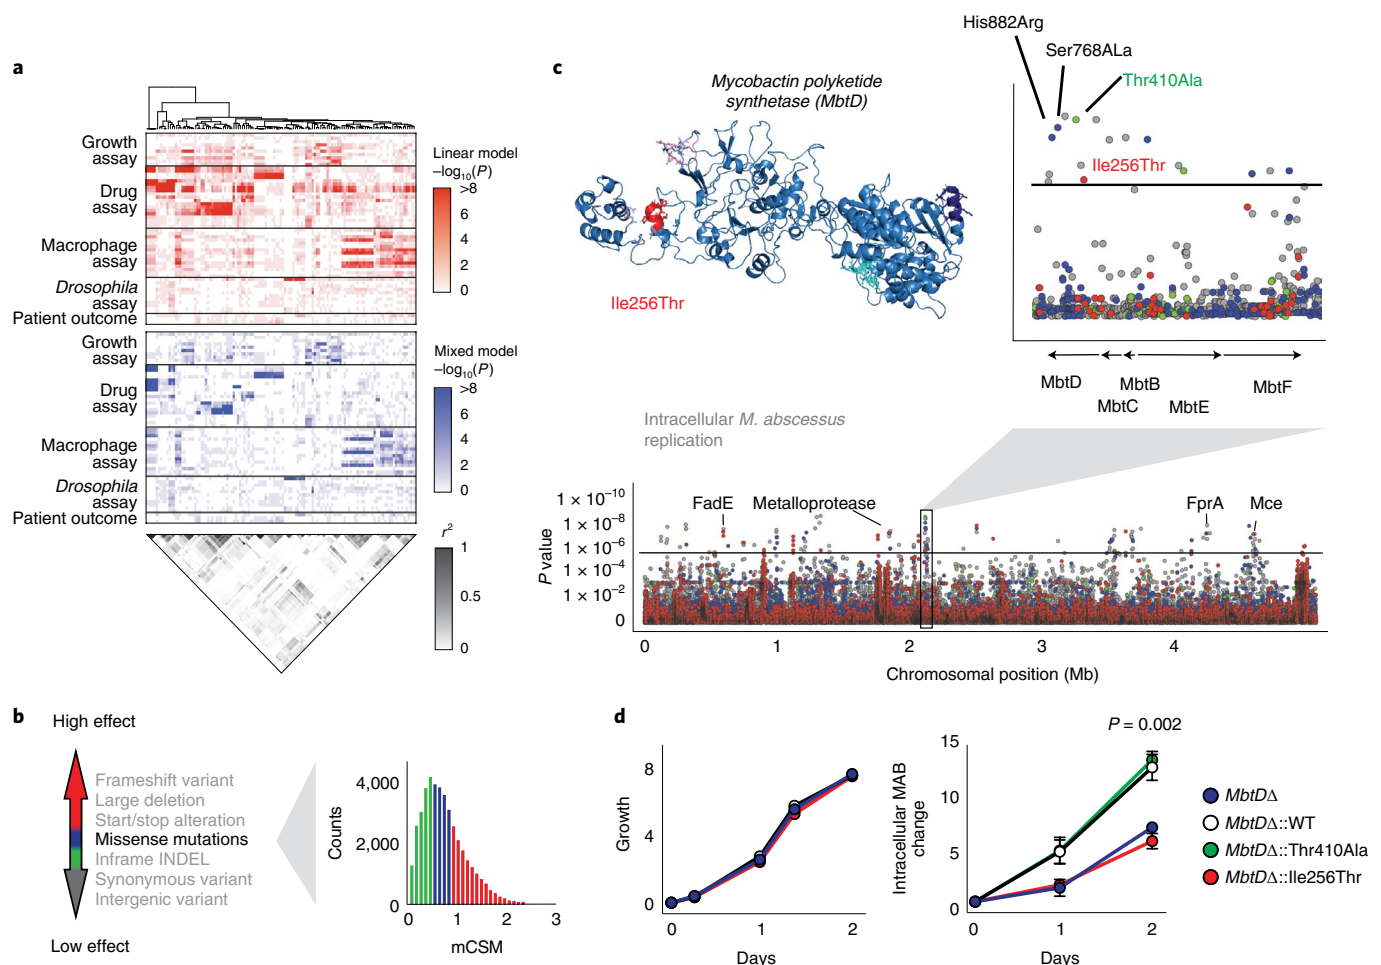 a
Growth
assay
Drug
assay
Macrophage
assay
Drosophila
assay
Patient outcome
Linear model
–log10(P)
>8
6
4
2
0
Growth
assay
Drug
assay
Macrophage
assay
Drosophila
assay
Patient outcome
Mixed model
–log10(P)
>8
6
4
2
0
r2
1
0.5
0
b
High effect
Frameshift variant
Large deletion
Start/stop alteration
Missense mutations
Inframe INDEL
Synonymous variant
Intergenic variant
Low effect
Counts
4,000
2,000
0
0 1 2 3
mCSM
c
Mycobactin polyketide
synthetase (MbtD)
Ile256Thr
His882Arg
Ser768ALa
Thr410Ala
Ile256Thr
MbtD
MbtB
MbtC
MbtE
MbtF
Intracellular M. abscessus
replication
P value
1 × 10–10
1 × 10–8
1 × 10–6
1 × 10–4
1 × 10–2
0
FadE
Metalloprotease
FprA
Mce
0 1 2 3 4
Chromosomal position (Mb)
d
Growth
8
4
0
0 1 2
Days
P = 0.002
Intracellular MAB
change
15
10
5
0
0 1 2
Days
MbtDΔ
MbtDΔ::WT
MbtDΔ::Thr410Ala
MbtDΔ::Ile256Thr